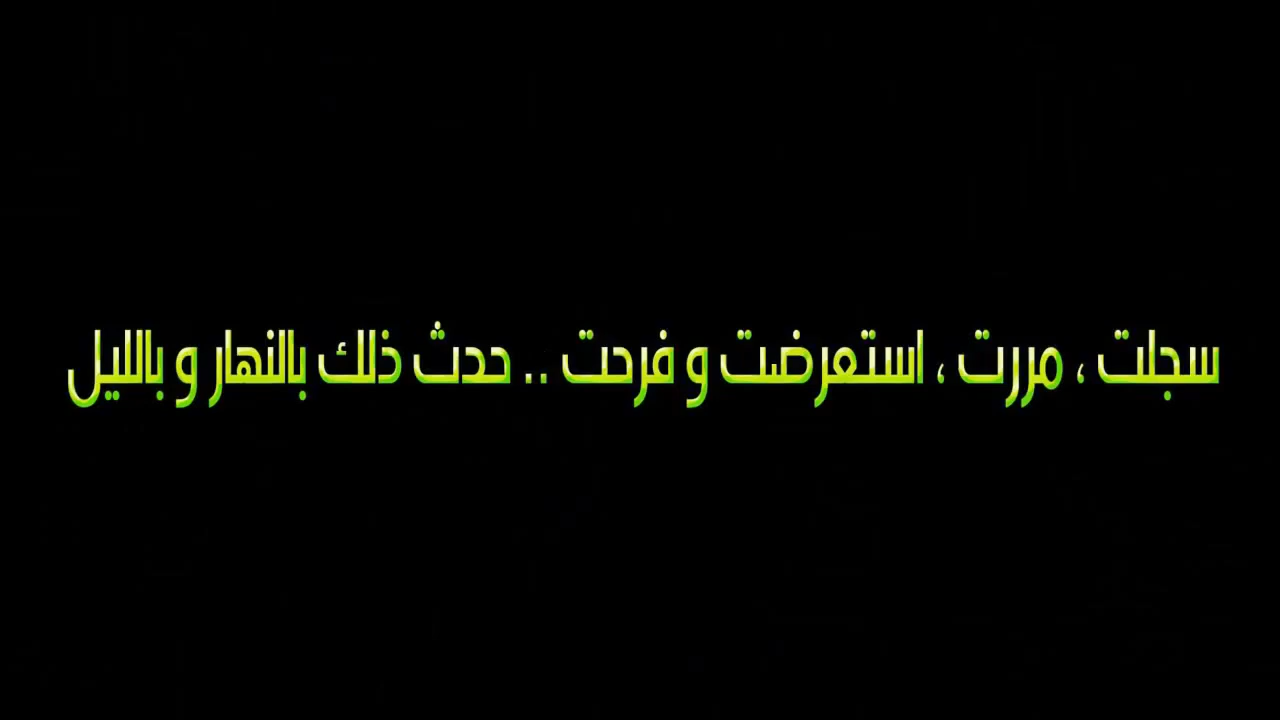 سجلت ، مررت ، استعرضت و فرحت .. حدث ذلك بالنهار و بالليل